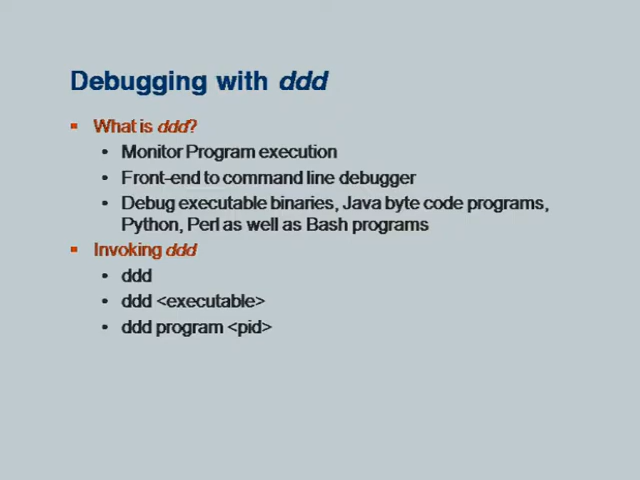 Debugging with ddd
▪ What is ddd?
• Monitor Program execution
• Front-end to command line debugger
• Debug executable binaries, Java byte code programs,
Python, Perl as well as Bash programs
▪ Invoking ddd
• ddd
• ddd <executable>
• ddd program <pid>